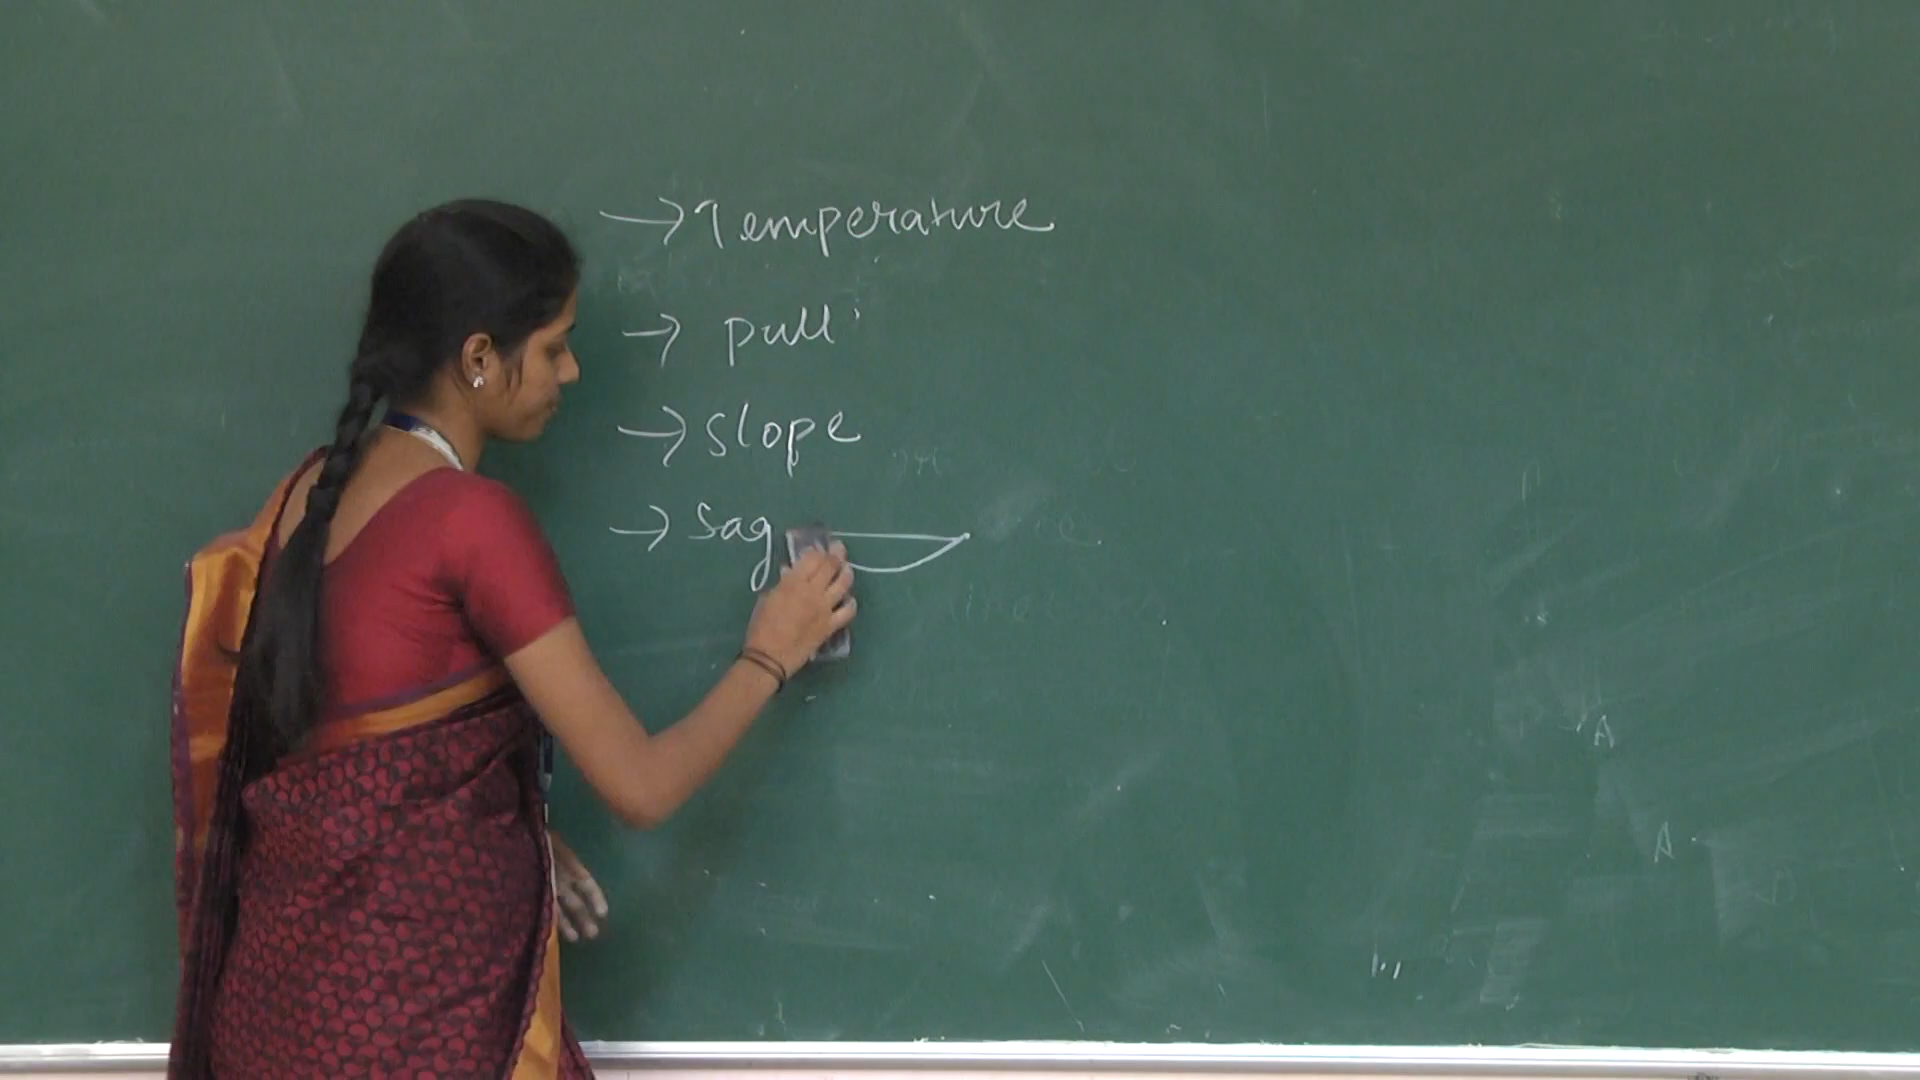 → Temperature
→ pull
→ slope
→ sag
A
A